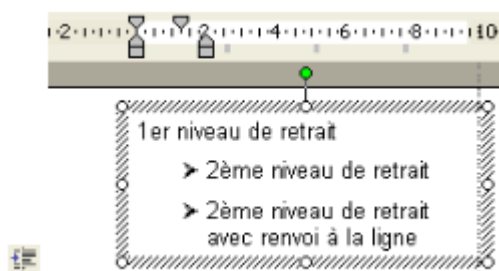 2 2 4 6 8 10
1er niveau de retrait
➤ 2ème niveau de retrait
➤ 2ème niveau de retrait
avec renvoi à la ligne